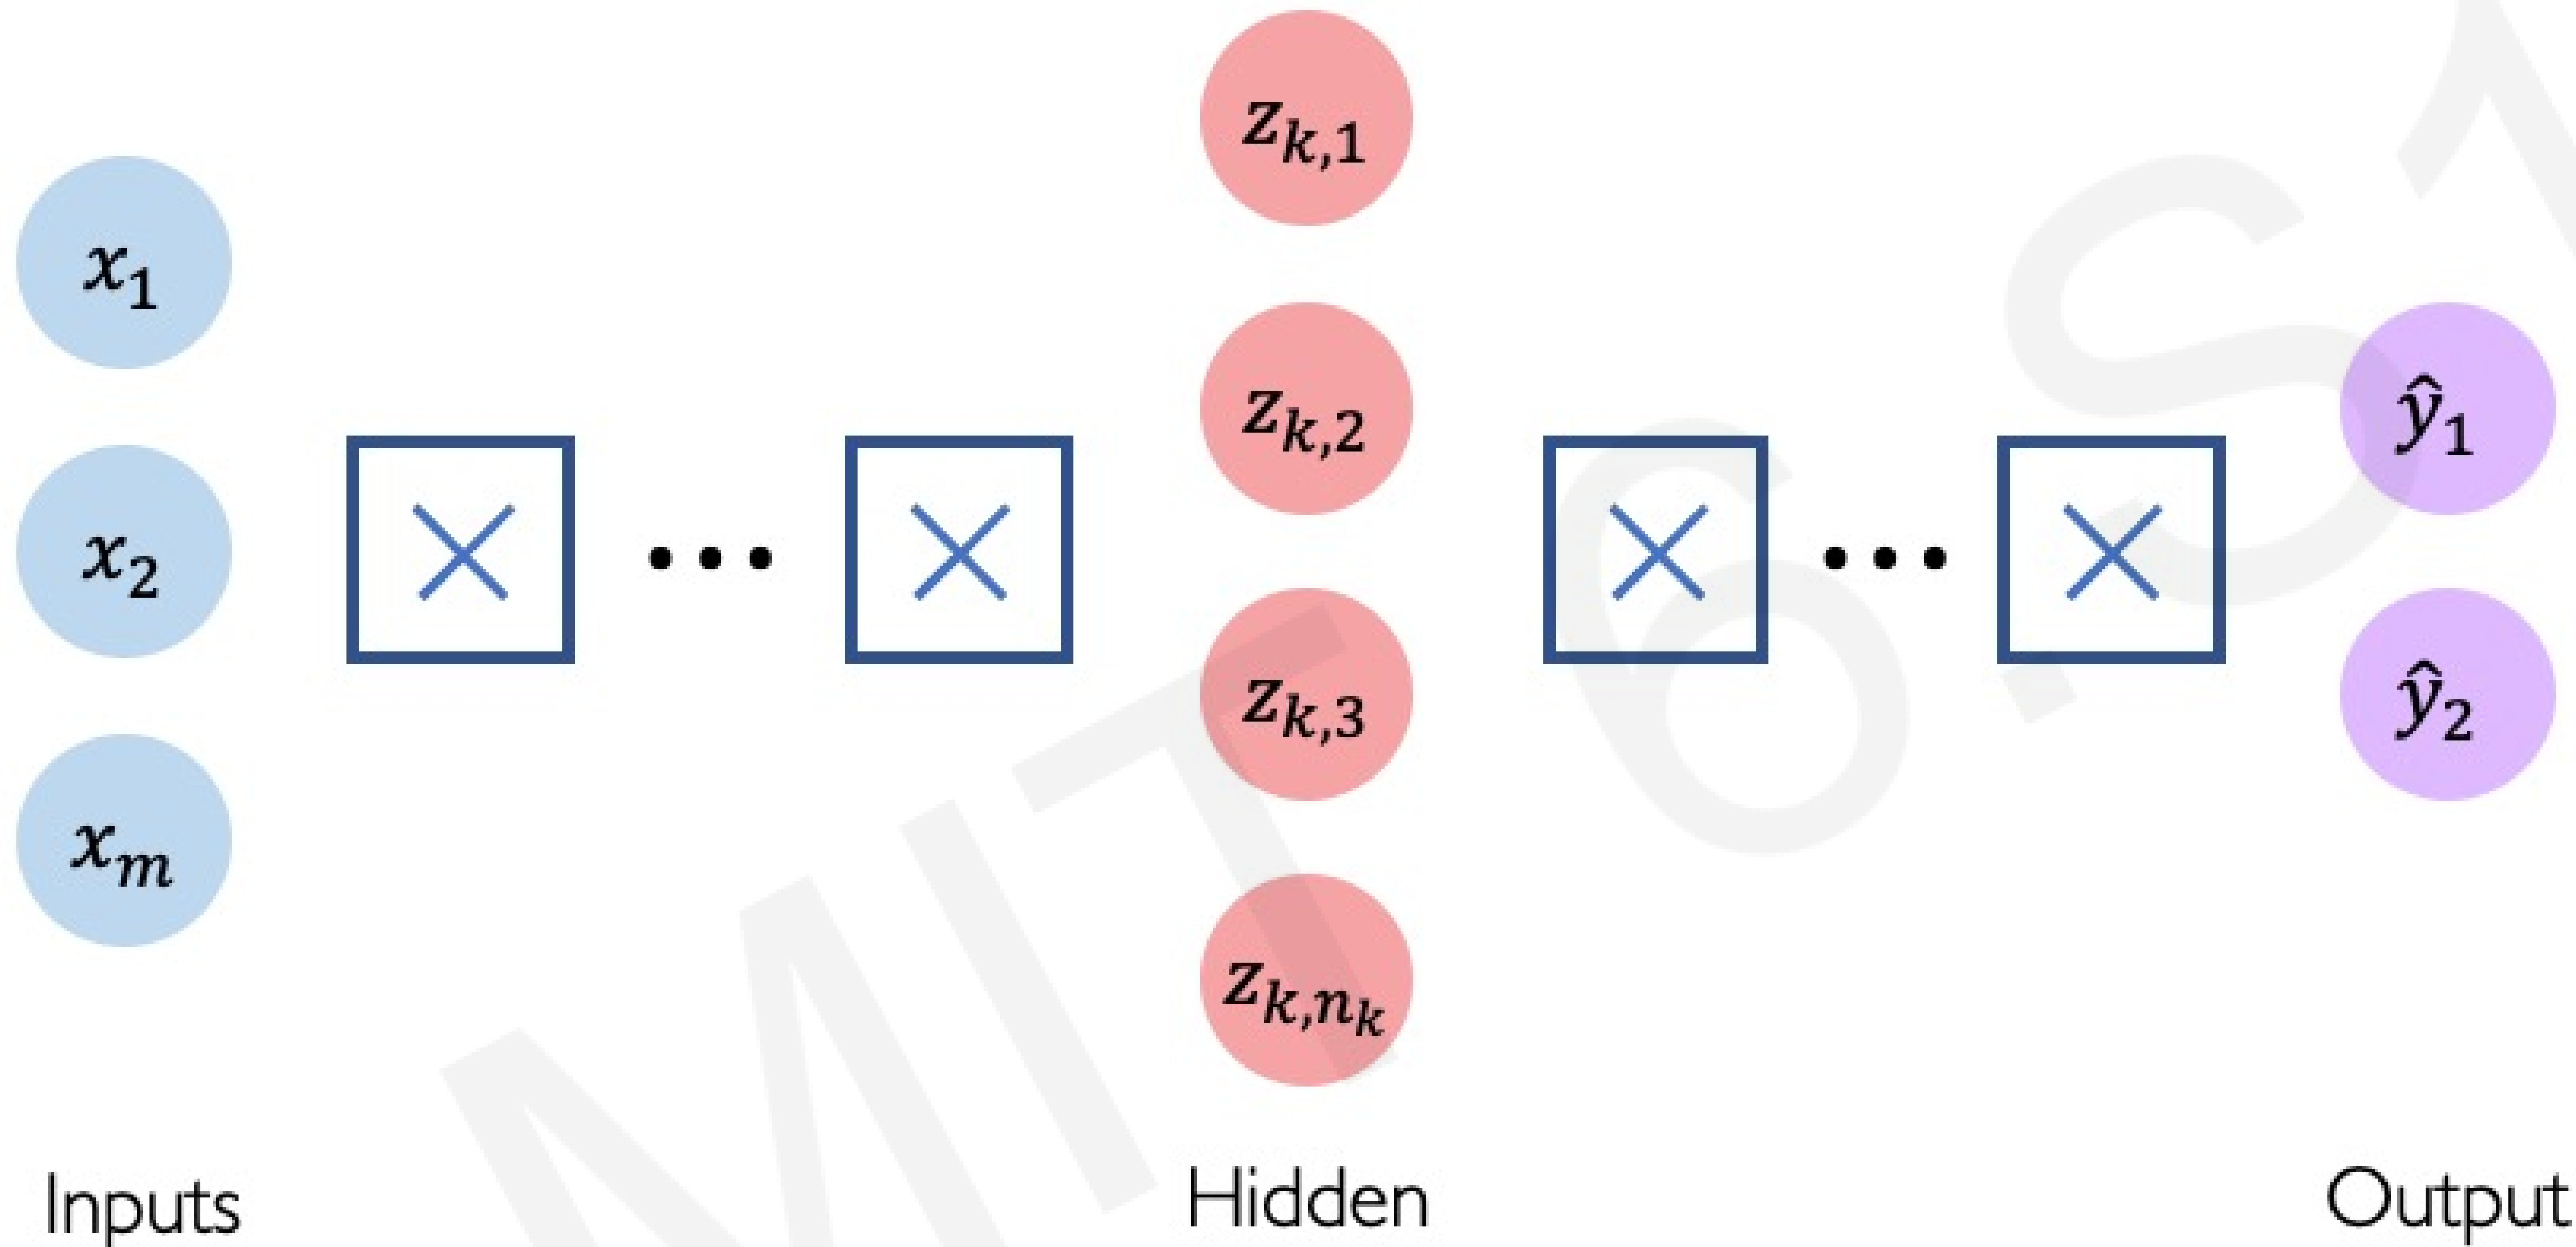 z_{k,1}
x_1
z_{k,2}
ŷ_1
x_2
...
...
z_{k,3}
ŷ_2
x_m
z_{k,n_k}
Inputs
Hidden
Output
MIT 6.S1